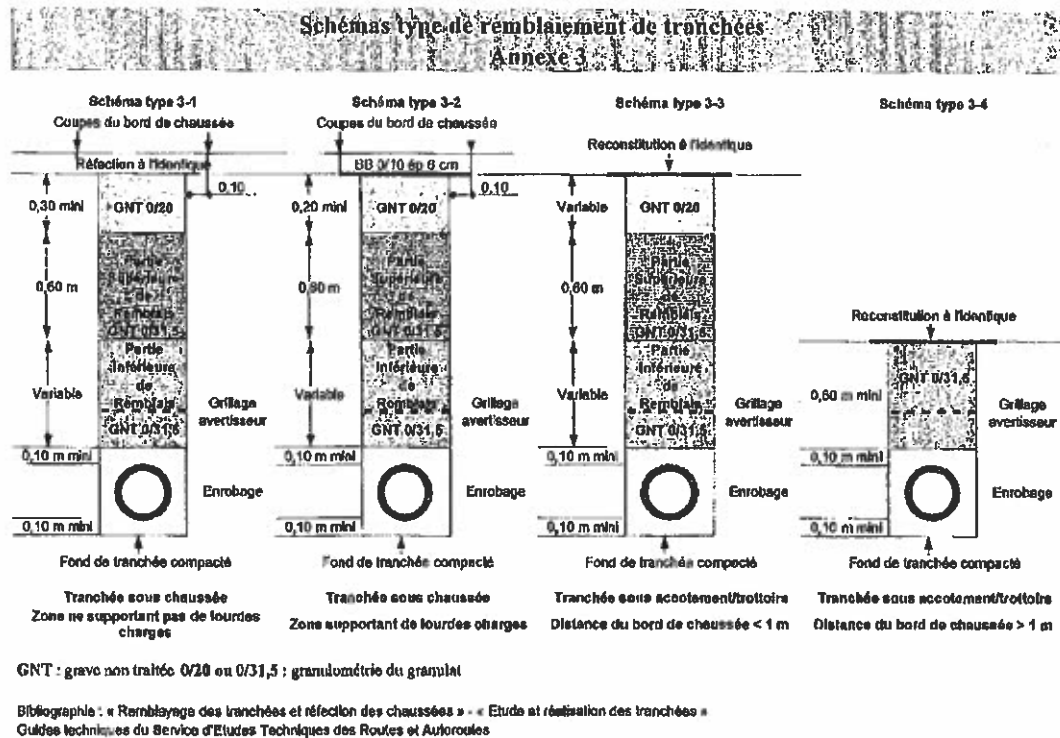 Schémas type de remblaiement de tranchées
Annexe 3
Schéma type 3-1
Coupes du bord de chaussée
Réfection à l'identique
0,10
0,30 mini
GNT 0/20
0,60 m
Partie
Supérieure
de
Remblais
GNT 0/31,5
Variable
Partie
Inférieure
de
Remblais
GNT 0/31,5
Grillage
avertisseur
0,10 m mini
Enrobage
0,10 m mini
Fond de tranchée compacté
Tranchée sous chaussée
Zone ne supportant pas de lourdes
charges
Schéma type 3-2
Coupes du bord de chaussée
BB 0/10 ép 6 cm
0,10
0,20 mini
GNT 0/20
0,60 m
Partie
Supérieure
de
Remblais
GNT 0/31,5
Variable
Partie
Inférieure
de
Remblais
GNT 0/31,5
Grillage
avertisseur
0,10 m mini
Enrobage
0,10 m mini
Fond de tranchée compacté
Tranchée sous chaussée
Zone supportant de lourdes charges
Schéma type 3-3
Reconstitution à l'identique
Variable
GNT 0/20
0,60 m
Partie
Supérieure
de
Remblais
GNT 0/31,5
Variable
Partie
Inférieure
de
Remblais
GNT 0/31,5
Grillage
avertisseur
0,10 m mini
Enrobage
0,10 m mini
Fond de tranchée compacté
Tranchée sous accotement/trottoirs
Distance du bord de chaussée < 1 m
Schéma type 3-4
Reconstitution à l'identique
GNT 0/31,5
0,60 m mini
Grillage
avertisseur
0,10 m mini
Enrobage
0,10 m mini
Fond de tranchée compacté
Tranchée sous accotement/trottoirs
Distance du bord de chaussée > 1 m
GNT : grave non traitée 0/20 ou 0/31,5 : granulométrie du granulat
Bibliographie : « Remblayage des tranchées et réfection des chaussées » - « Etude et réalisation des tranchées »
Guides techniques du Service d'Etudes Techniques des Routes et Autoroutes